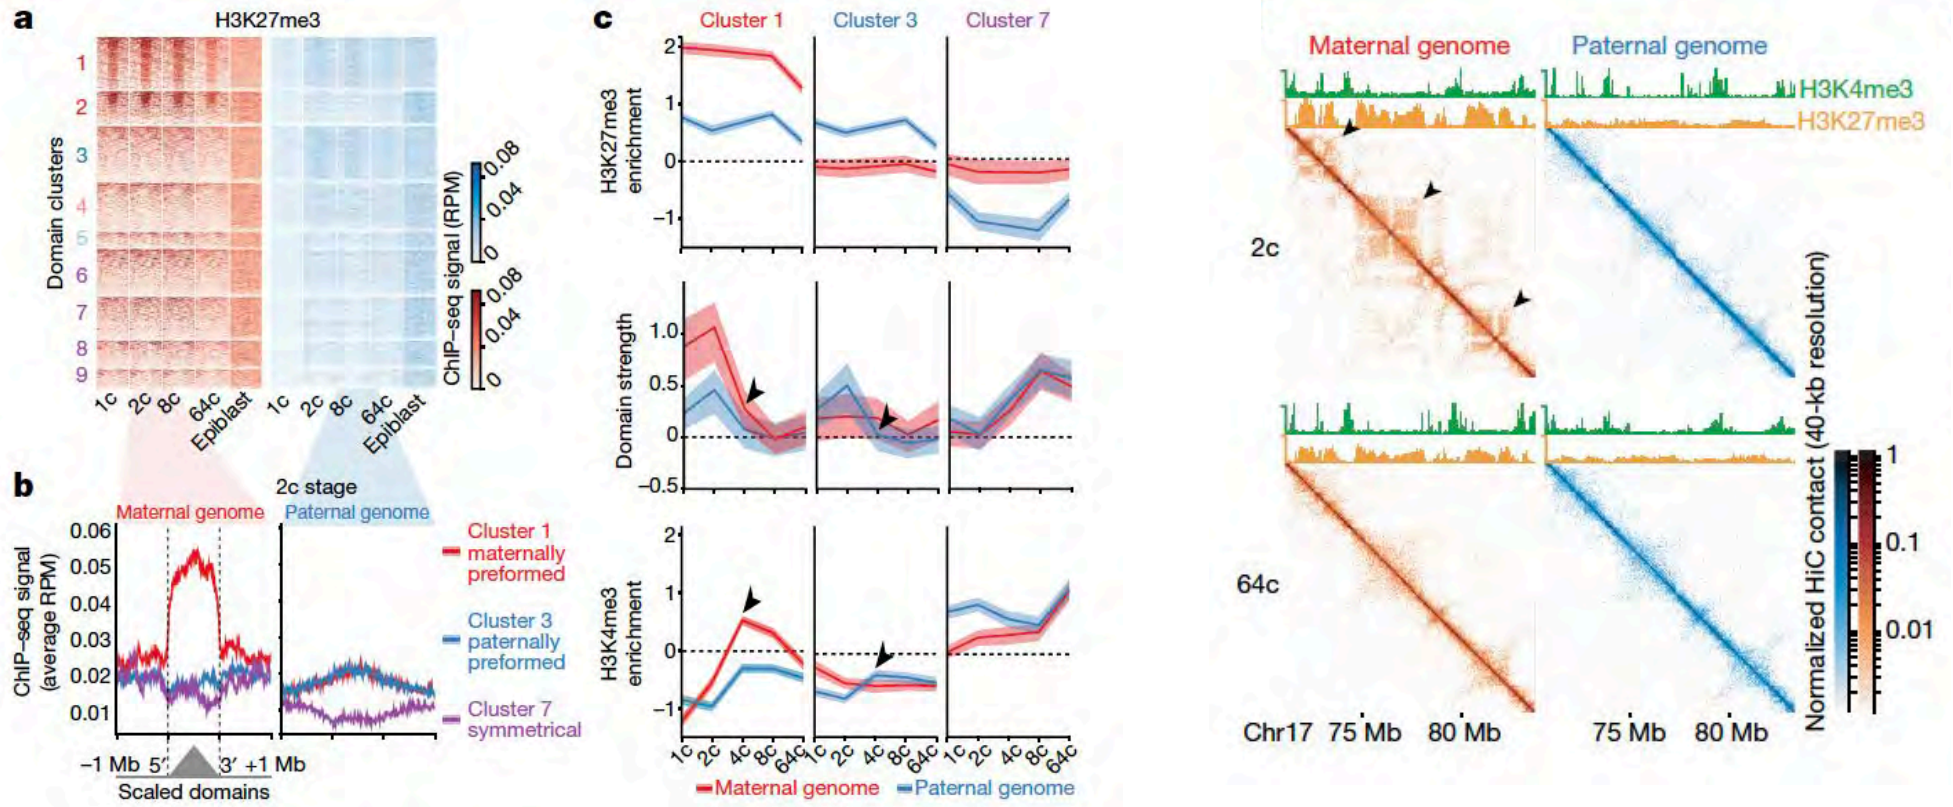 a
H3K27me3
Domain clusters
1
2
3
4
5
6
7
8
9
1c
2c
8c
64c
Epiblast
1c
2c
8c
64c
Epiblast
ChIP–seq signal (RPM)
0.08
0.04
0
0.08
0.04
0
b
2c stage
Maternal genome
Paternal genome
ChIP–seq signal
(average RPM)
0.06
0.05
0.04
0.03
0.02
0.01
−1 Mb 5′ 3′ +1 Mb
Scaled domains
Cluster 1
maternally
preformed
Cluster 3
paternally
preformed
Cluster 7
symmetrical
c
Cluster 1
Cluster 3
Cluster 7
H3K27me3
enrichment
2
1
0
−1
Domain strength
1.0
0.5
0
−0.5
H3K4me3
enrichment
2
1
0
−1
1c 2c 4c 8c 64c
1c 2c 4c 8c 64c
1c 2c 4c 8c 64c
Maternal genome
Paternal genome
Maternal genome
Paternal genome
H3K4me3
H3K27me3
2c
64c
Chr17 75 Mb 80 Mb
75 Mb 80 Mb
Normalized HiC contact (40-kb resolution)
1
0.1
0.01